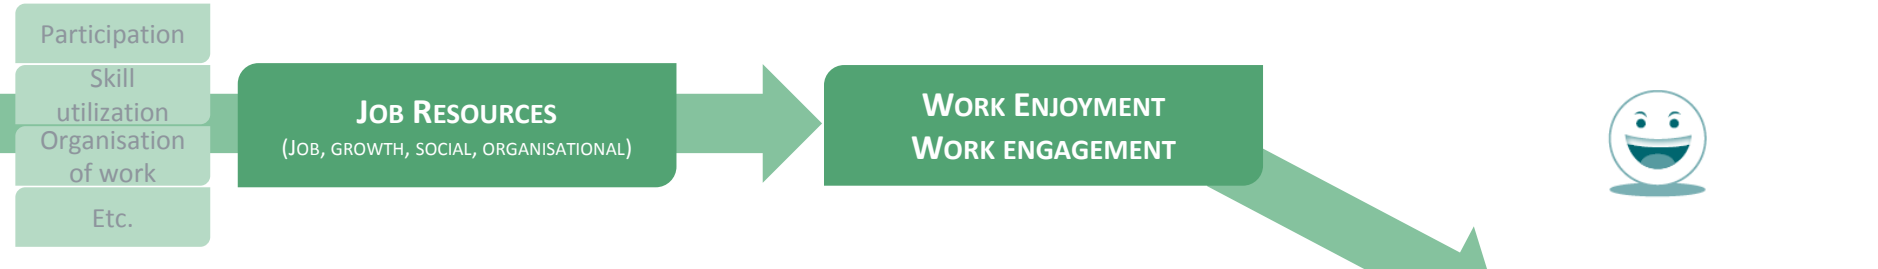 Participation
Skill
utilization
Organisation
of work
Etc.
JOB RESOURCES
(JOB, GROWTH, SOCIAL, ORGANISATIONAL)
WORK ENJOYMENT
WORK ENGAGEMENT